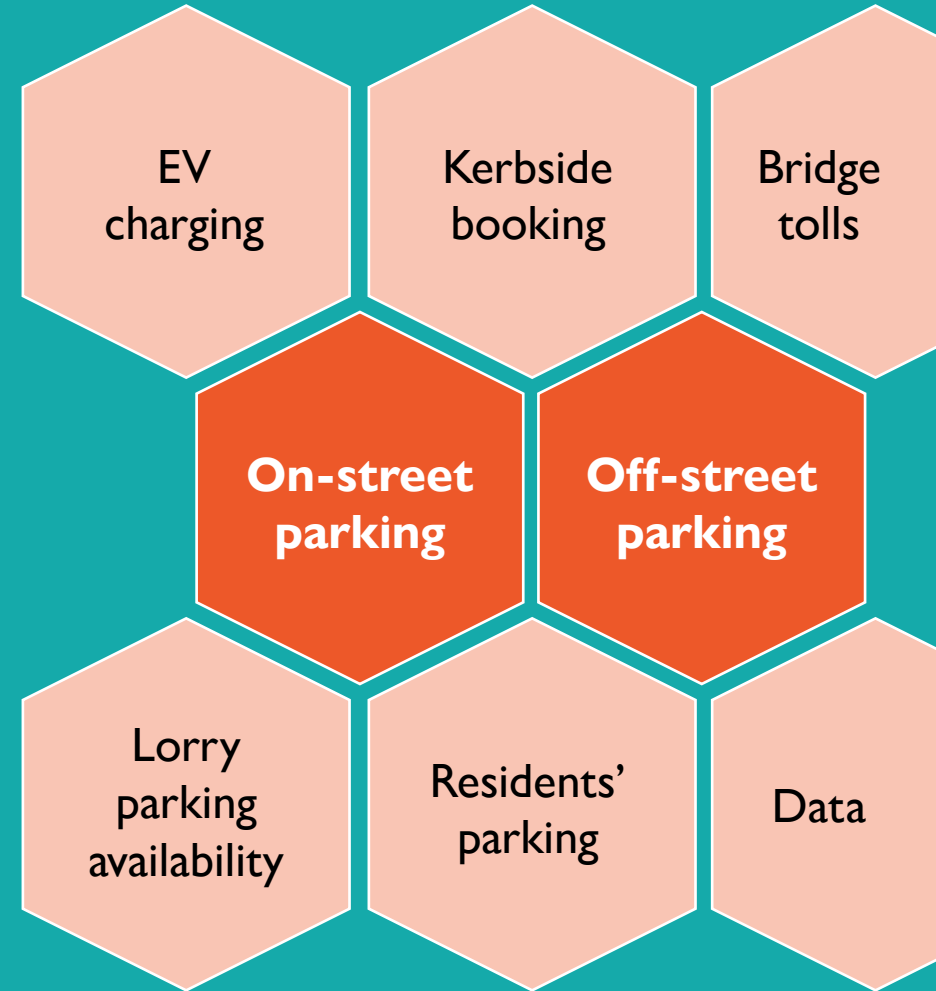 EV
charging
Kerbside
booking
Bridge
tolls
On-street
parking
Off-street
parking
Lorry
parking
availability
Residents’
parking
Data